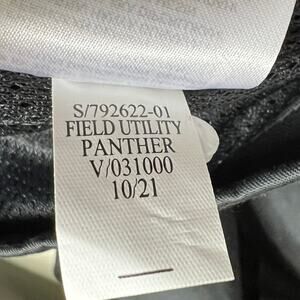 S/792622-01
FIELD UTILITY
PANTHER
V/031000
10/21